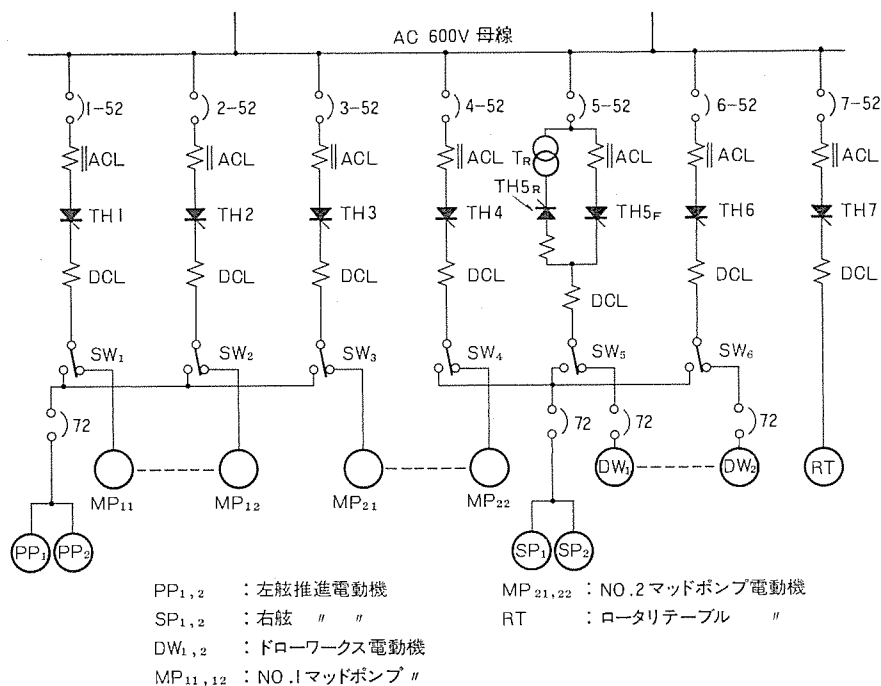 AC 600V 母線
1-52 2-52 3-52 4-52 5-52 6-52 7-52
ACL ACL ACL ACL TR ACL ACL ACL
TH5R
TH1 TH2 TH3 TH4 TH5F TH6 TH7
DCL DCL DCL DCL DCL DCL DCL
SW1 SW2 SW3 SW4 SW5 SW6
72 72 72 72
MP11 MP12 MP21 MP22 DW1 DW2 RT
PP1 PP2 SP1 SP2
PP1,2 : 左舷推進電動機
SP1,2 : 右舷 〃 〃
DW1,2 : ドローワークス電動機
MP11,12 : NO.1マッドポンプ 〃
MP21,22 : NO.2マッドポンプ電動機
RT : ロータリテーブル 〃